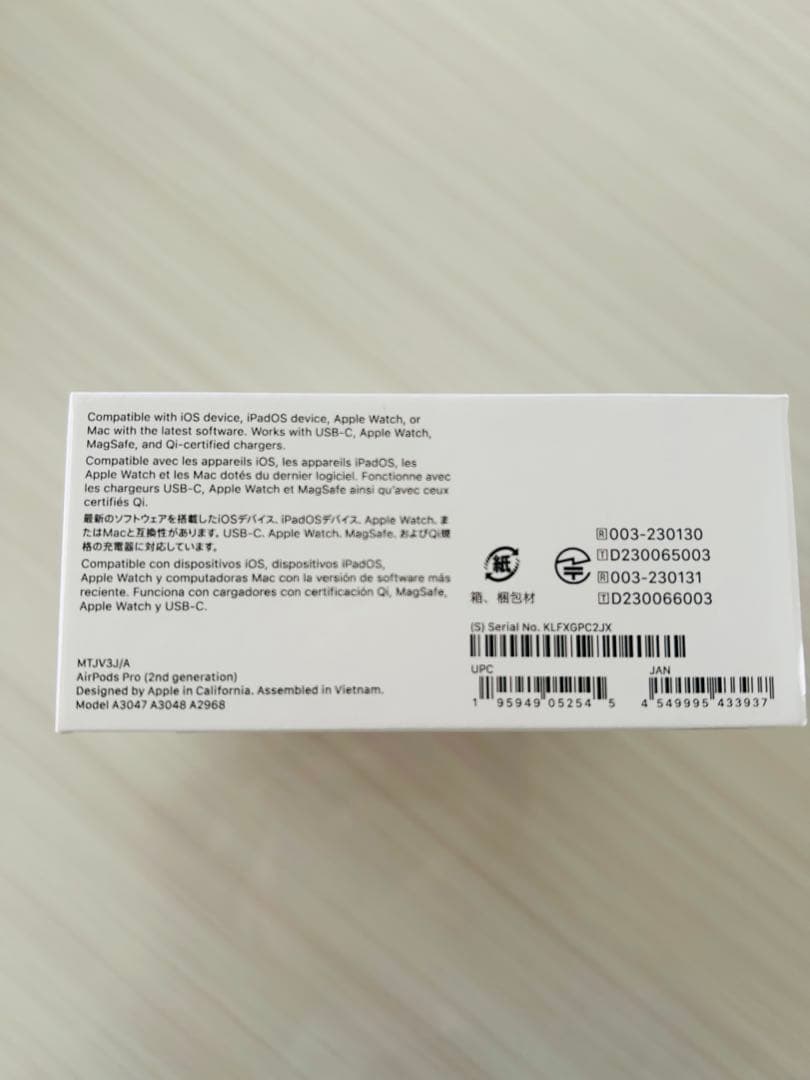 Compatible with iOS device, iPadOS device, Apple Watch, or
Mac with the latest software. Works with USB-C, Apple Watch,
MagSafe, and Qi-certified chargers.
Compatible avec les appareils iOS, les appareils iPadOS, les
Apple Watch et les Mac dotés du dernier logiciel. Fonctionne avec
les chargeurs USB-C, Apple Watch et MagSafe ainsi qu'avec ceux
certifiés Qi.
最新のソフトウェアを搭載したiOSデバイス、iPadOSデバイス、Apple Watch、ま
たはMacと互換性があります。USB-C、Apple Watch、MagSafe、およびQi規
格の充電器に対応しています。
Compatible con dispositivos iOS, dispositivos iPadOS,
Apple Watch y computadoras Mac con la versión de software más
reciente. Funciona con cargadores con certificación Qi, MagSafe,
Apple Watch y USB-C.
MTJV3J/A
AirPods Pro (2nd generation)
Designed by Apple in California. Assembled in Vietnam.
Model A3047 A3048 A2968
紙
箱、梱包材
R 003-230130
T D230065003
R 003-230131
T D230066003
(S) Serial No. KLFXGPC2JX
UPC
1 95949 05254 5
JAN
4 549995 433937